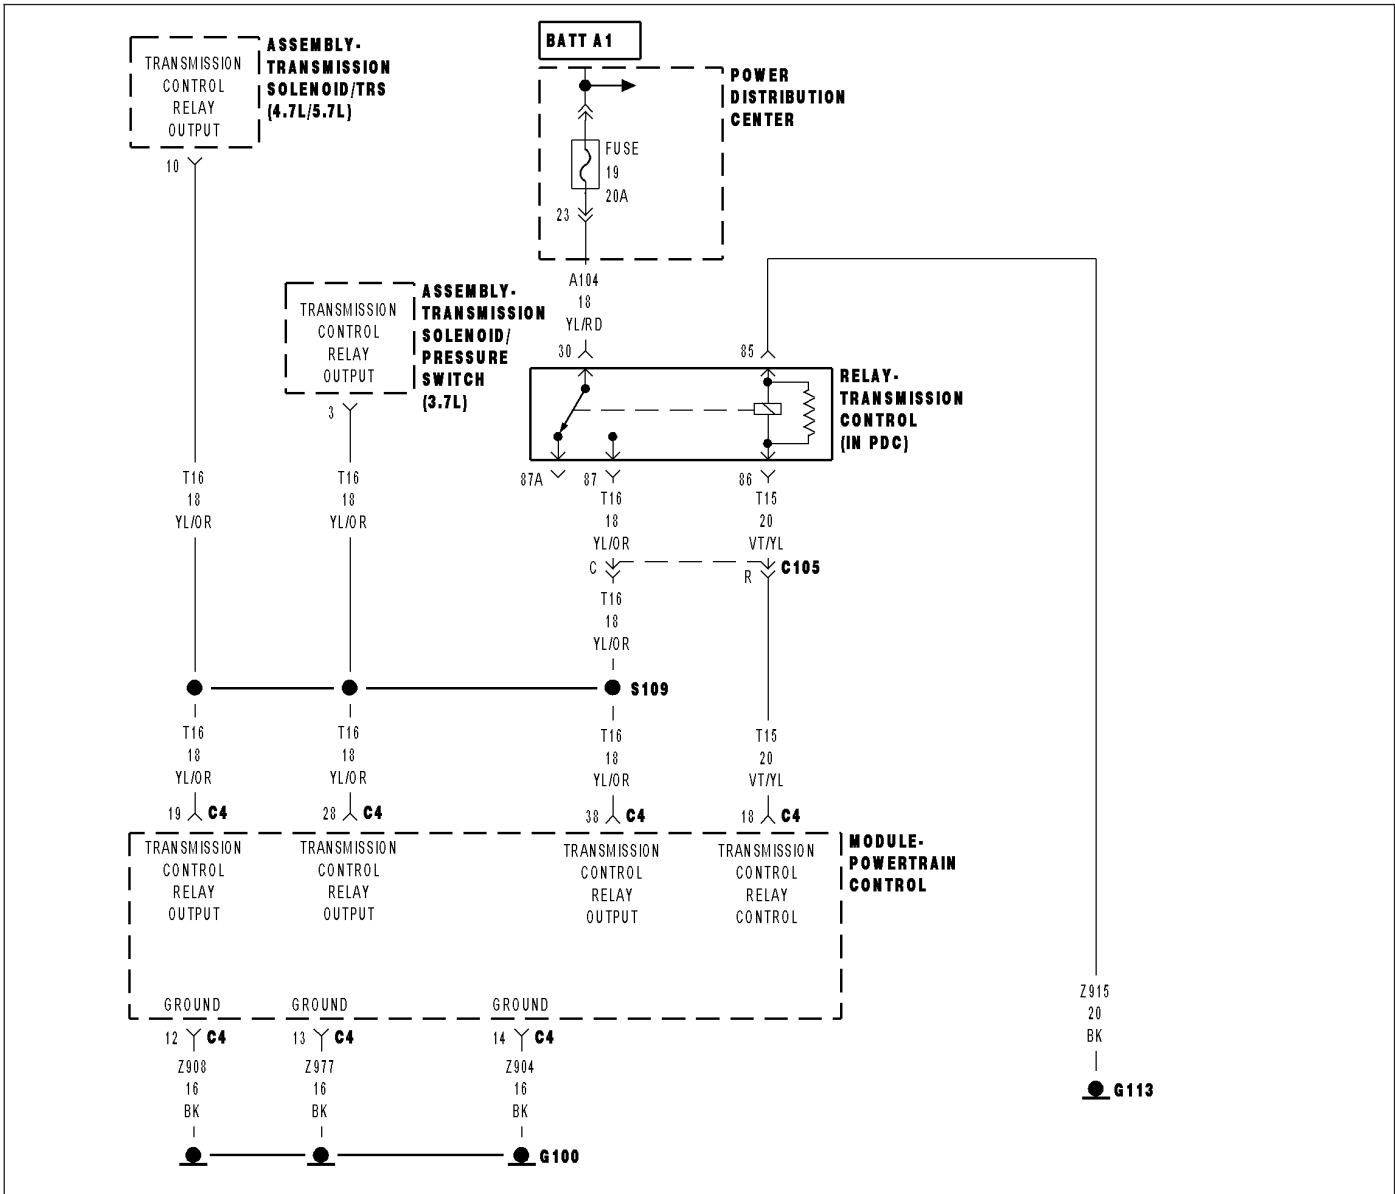 BATT A1
ASSEMBLY-
TRANSMISSION
SOLENOID/TRS
(4.7L/5.7L)
TRANSMISSION
CONTROL
RELAY
OUTPUT
10
POWER
DISTRIBUTION
CENTER
FUSE
19
20A
23
A104
18
YL/RD
30
85
ASSEMBLY-
TRANSMISSION
SOLENOID/
PRESSURE
SWITCH
(3.7L)
TRANSMISSION
CONTROL
RELAY
OUTPUT
3
RELAY-
TRANSMISSION
CONTROL
(IN PDC)
87A
87
86
T16
18
YL/OR
T16
18
YL/OR
T16
18
YL/OR
T15
20
VT/YL
C
R
C105
T16
18
YL/OR
S109
T16
18
YL/OR
T16
18
YL/OR
T16
18
YL/OR
T15
20
VT/YL
19 C4
28 C4
38 C4
18 C4
MODULE-
POWERTRAIN
CONTROL
TRANSMISSION
CONTROL
RELAY
OUTPUT
TRANSMISSION
CONTROL
RELAY
OUTPUT
TRANSMISSION
CONTROL
RELAY
OUTPUT
TRANSMISSION
CONTROL
RELAY
CONTROL
GROUND
GROUND
GROUND
12 C4
13 C4
14 C4
Z908
16
BK
Z977
16
BK
Z904
16
BK
G100
Z915
20
BK
G113